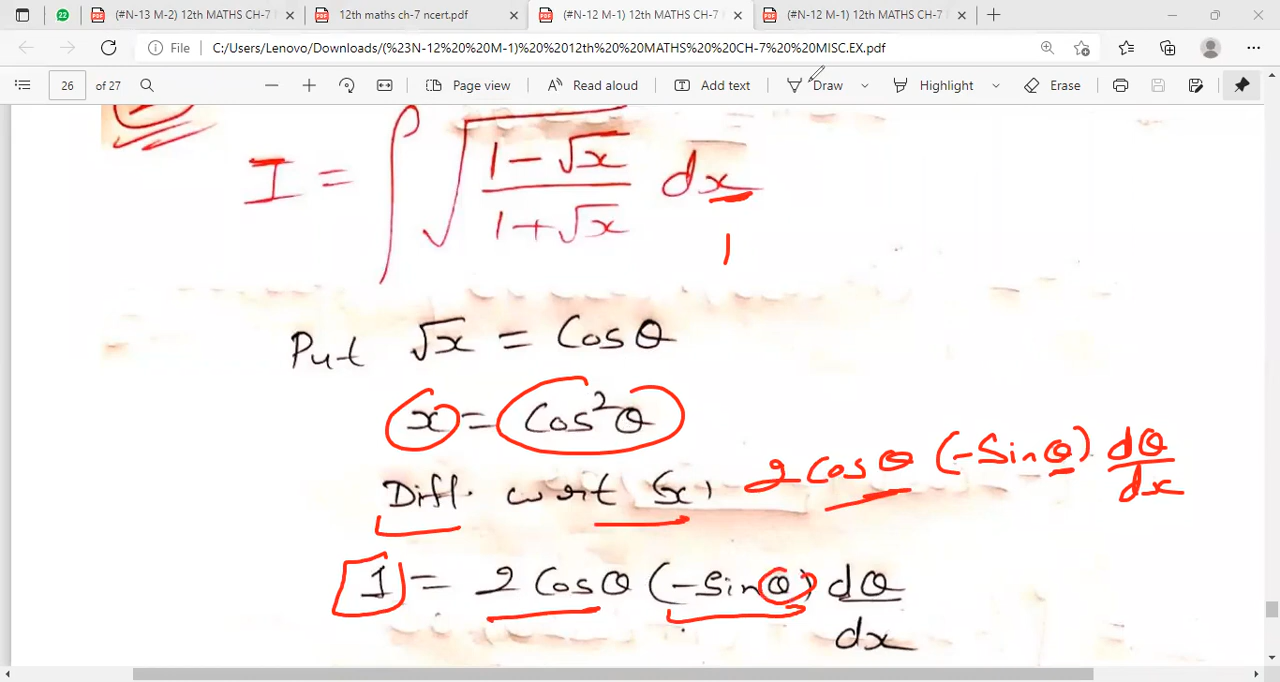 (#N-13 M-2) 12th MATHS CH-7
12th maths ch-7 ncert.pdf
(#N-12 M-1) 12TH MATHS CH-7
(#N-12 M-1) 12TH MATHS CH-7
22
File
C:/Users/Lenovo/Downloads/(%23N-12%20%20M-1)%20%2012th%20%20MATHS%20%20CH-7%20%20MISC.EX.pdf
26 of 27
Page view
Read aloud
Add text
Draw
Highlight
Erase
I = ∫ √((1-√x)/(1+√x)) dx
1
Put √x = Cosθ
x = Cos²θ
Diff. w.r.t (x) 2 Cosθ (-Sinθ) dθ/dx
1 = 2 Cosθ (-Sinθ) dθ/dx